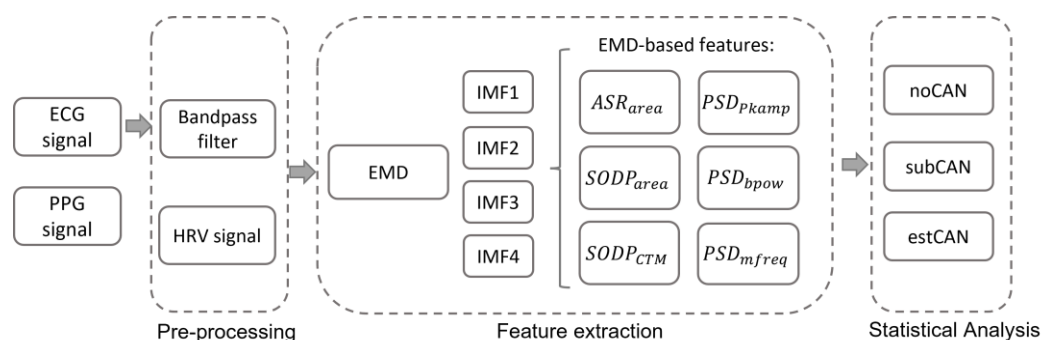 ECG
signal
PPG
signal
Bandpass
filter
HRV signal
Pre-processing
EMD
IMF1
IMF2
IMF3
IMF4
EMD-based features:
ASR_area
PSD_Pkamp
SODP_area
PSD_bpow
SODP_CTM
PSD_mfreq
Feature extraction
noCAN
subCAN
estCAN
Statistical Analysis